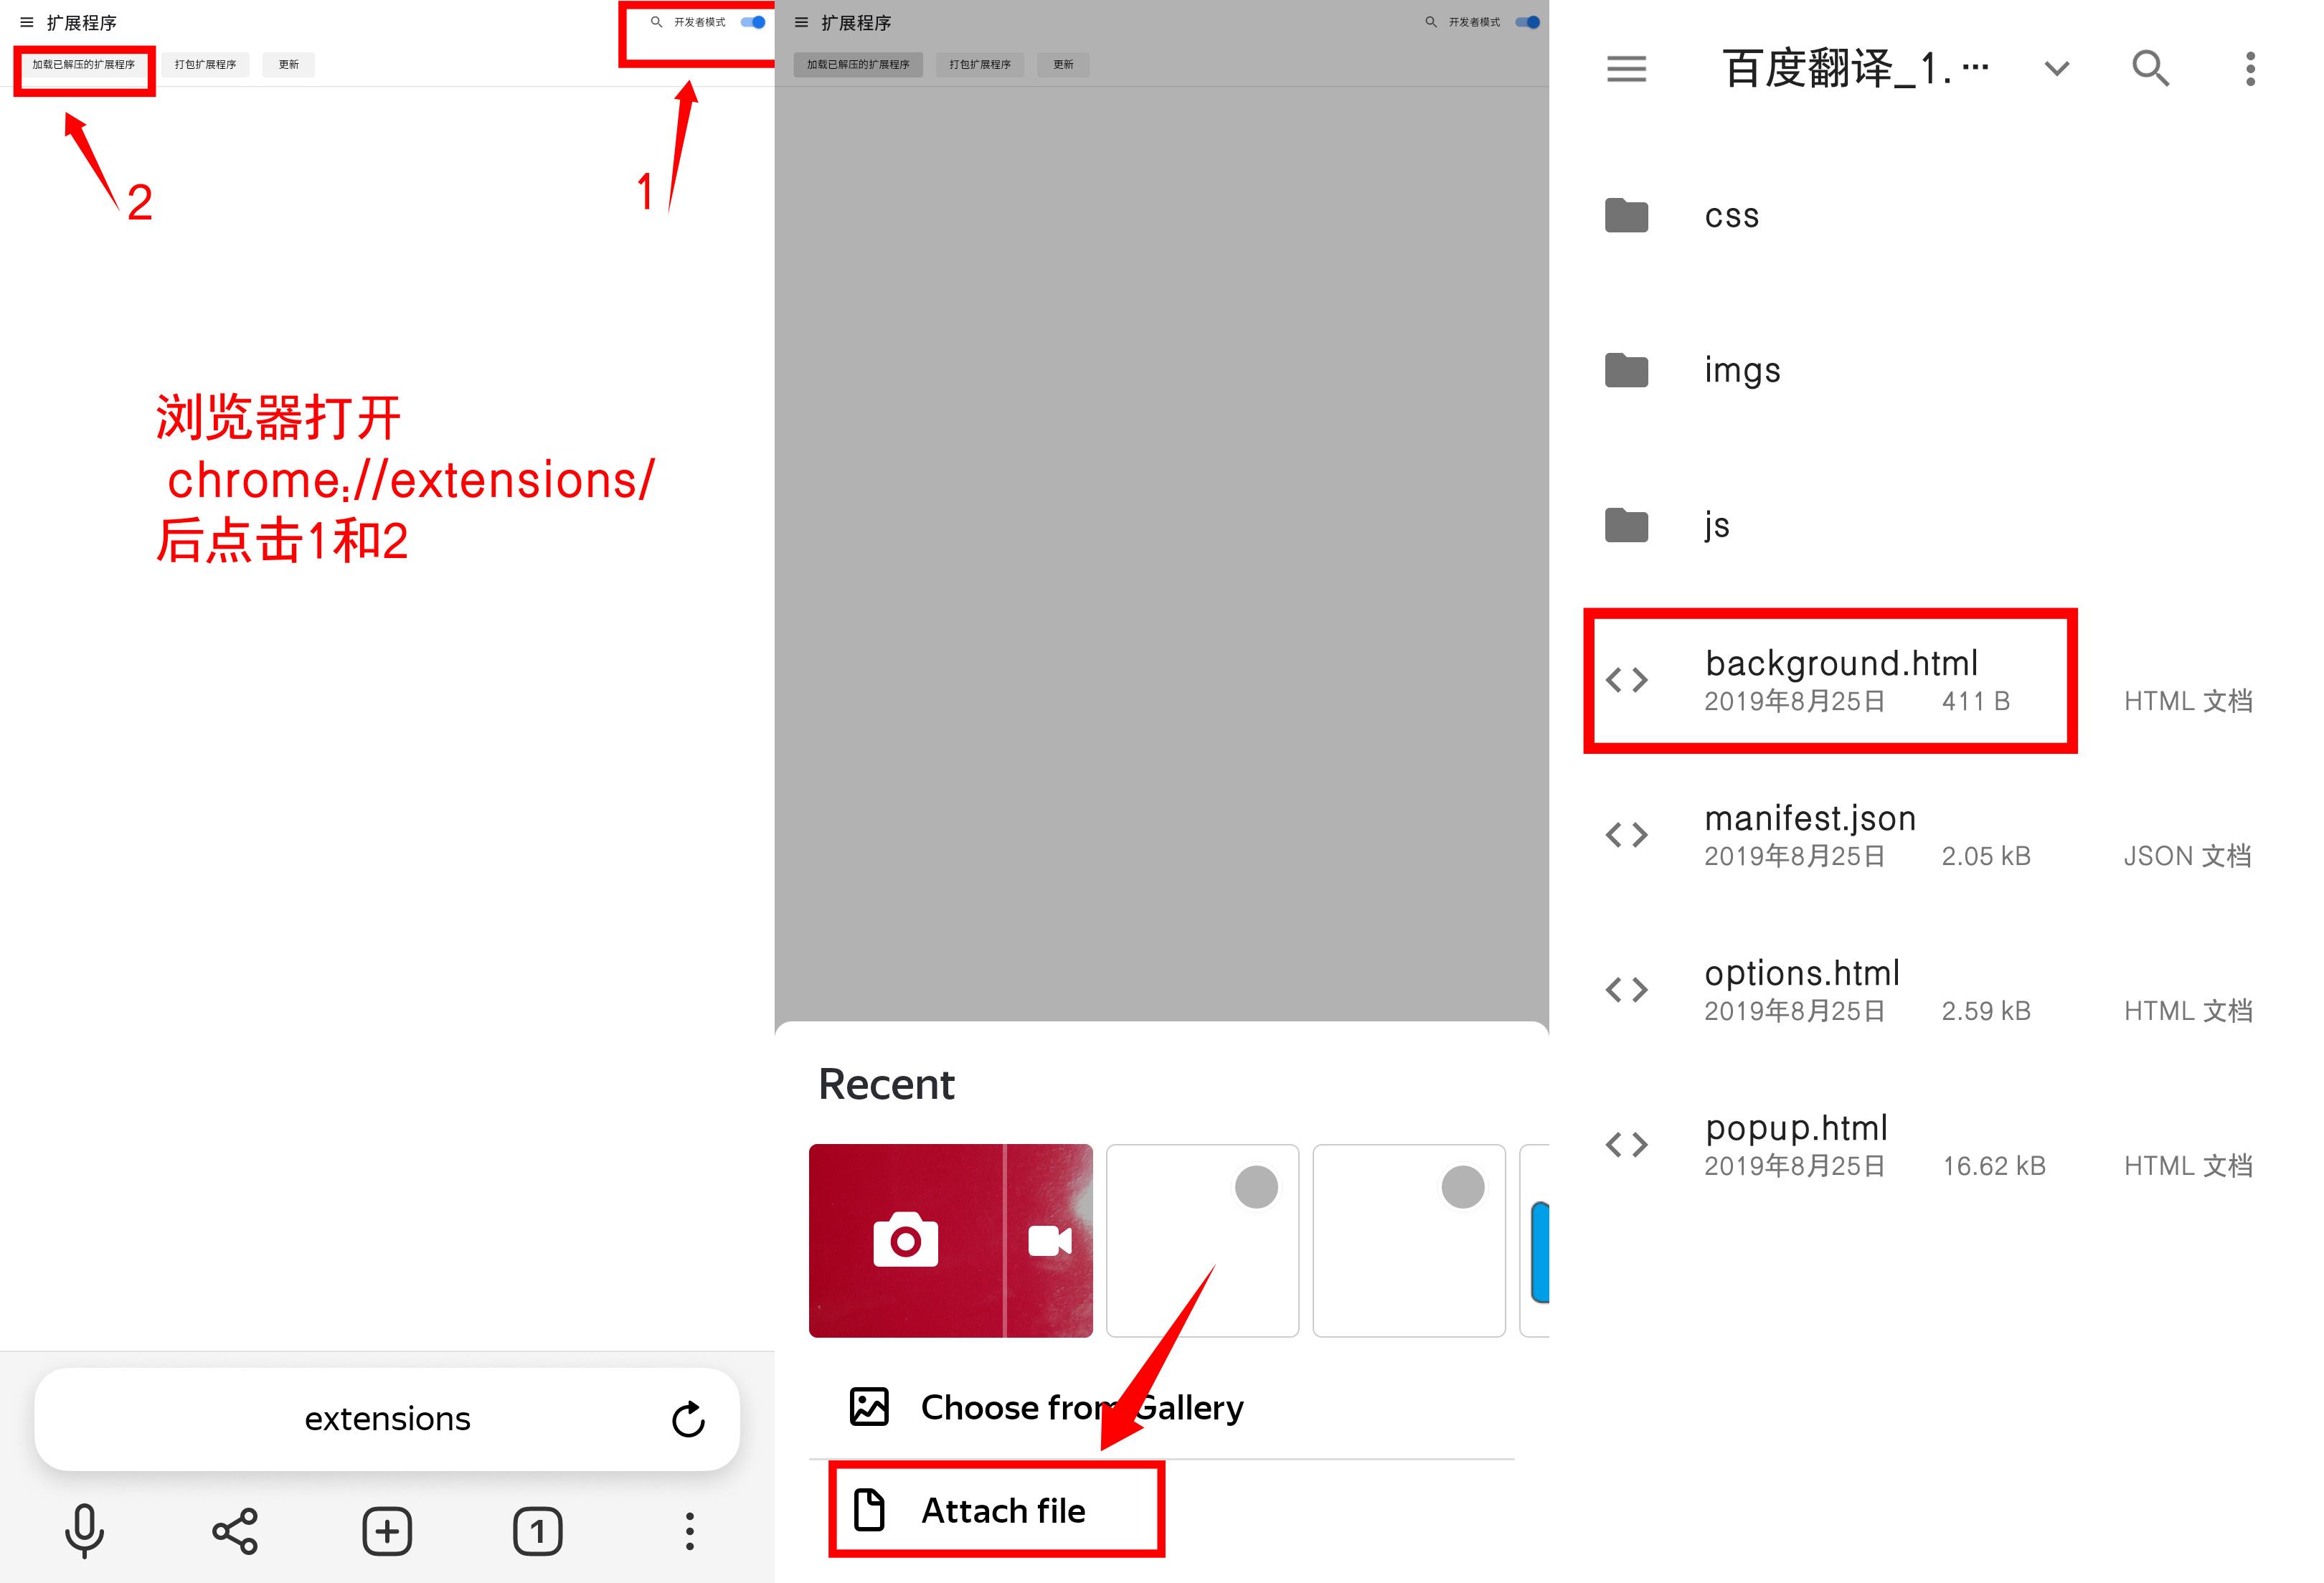 扩展程序
开发者模式
加载已解压的扩展程序
打包扩展程序
更新
2
1
浏览器打开
chrome://extensions/
后点击1和2
extensions
1
扩展程序
开发者模式
加载已解压的扩展程序
打包扩展程序
更新
Recent
Choose from Gallery
Attach file
百度翻译_1. …
css
imgs
js
background.html
2019年8月25日 411 B HTML 文档
manifest.json
2019年8月25日 2.05 kB JSON 文档
options.html
2019年8月25日 2.59 kB HTML 文档
popup.html
2019年8月25日 16.62 kB HTML 文档